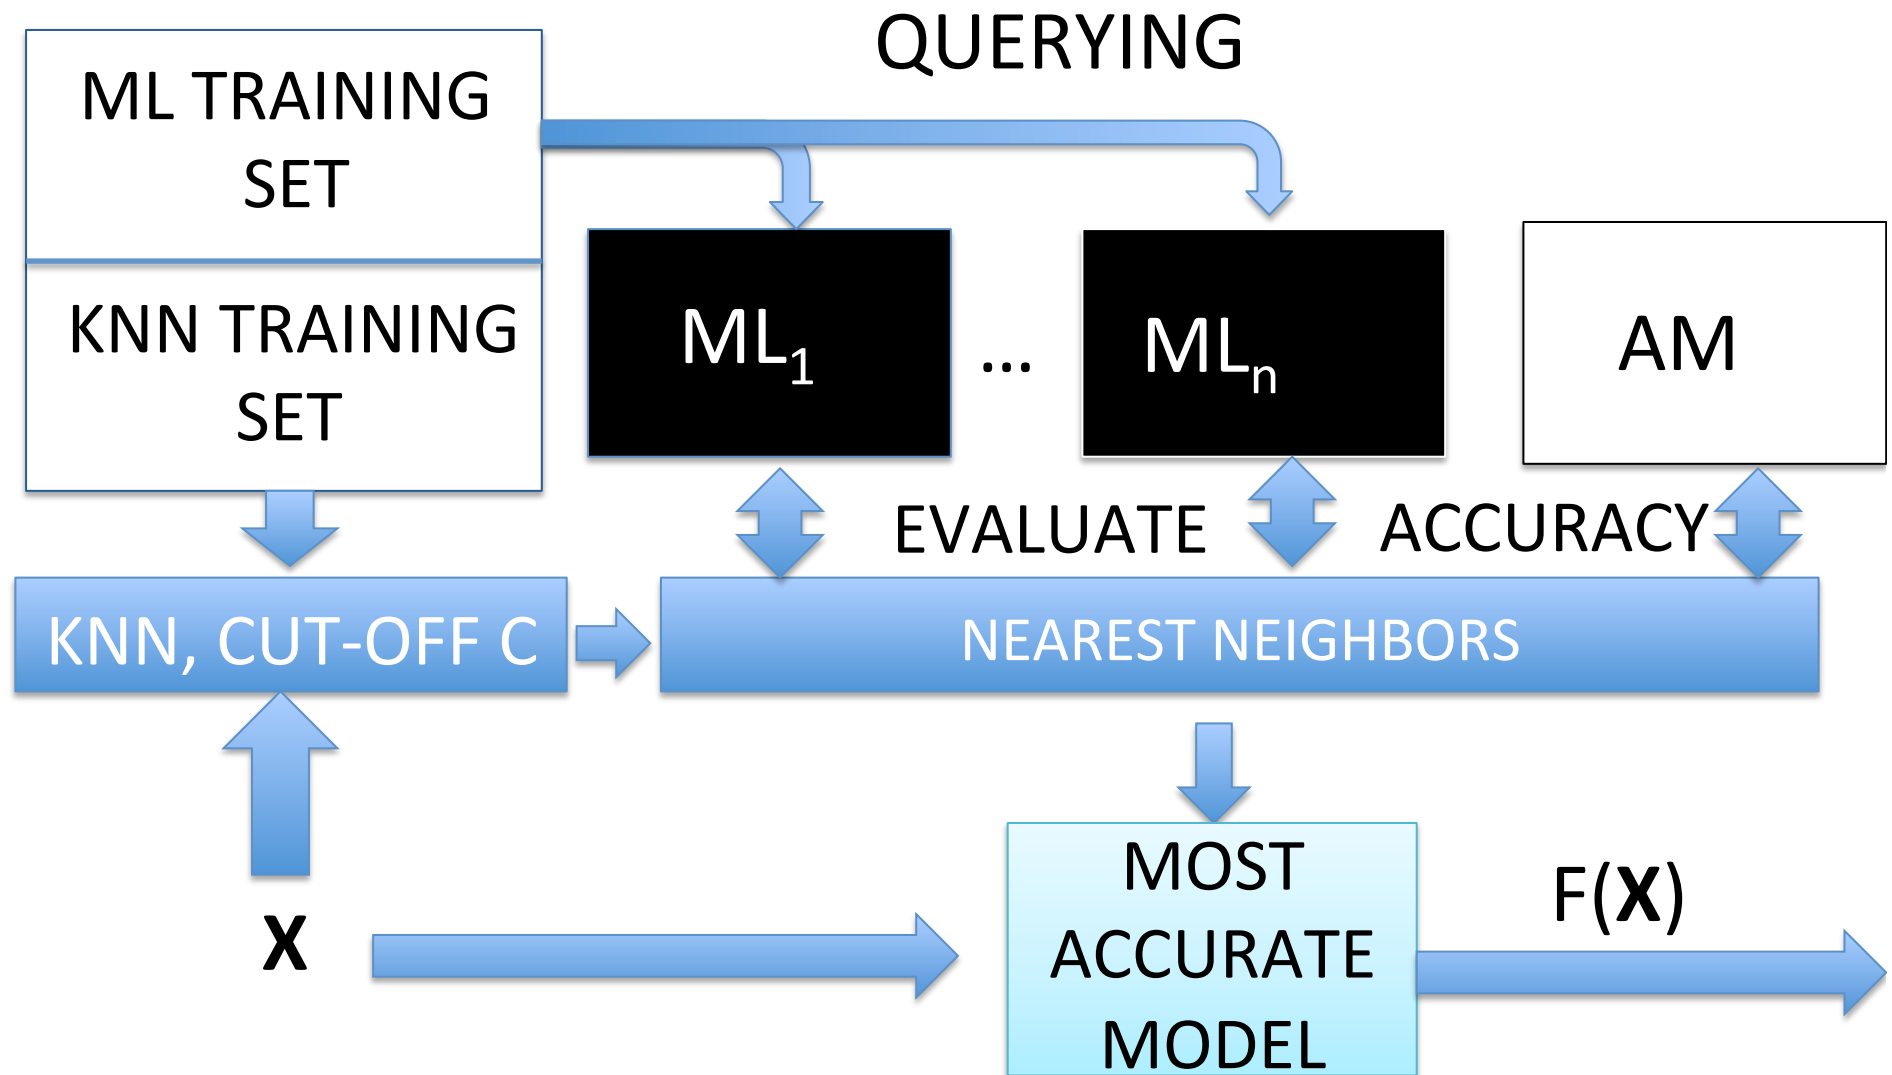 QUERYING
ML TRAINING
SET
KNN TRAINING
SET
ML1
...
MLn
AM
EVALUATE
ACCURACY
KNN, CUT-OFF C
NEAREST NEIGHBORS
X
MOST
ACCURATE
MODEL
F(X)